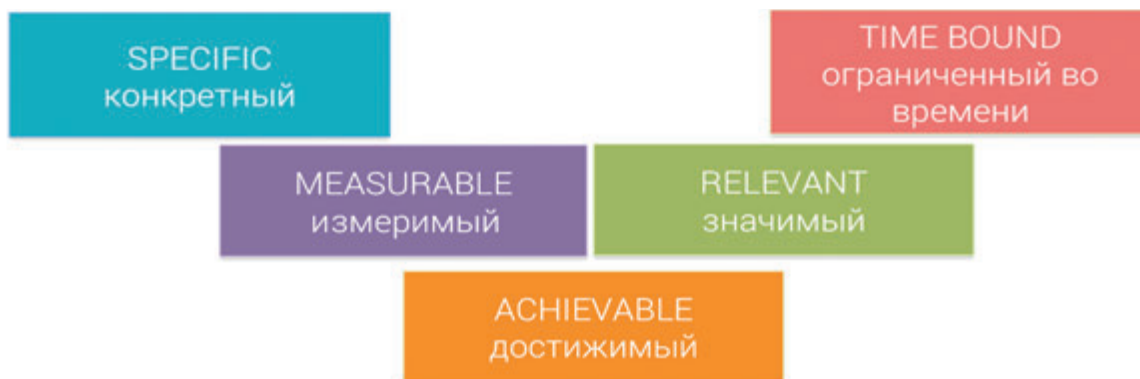 SPECIFIC
конкретный
MEASURABLE
измеримый
ACHIEVABLE
достижимый
RELEVANT
значимый
TIME BOUND
ограниченный во
времени